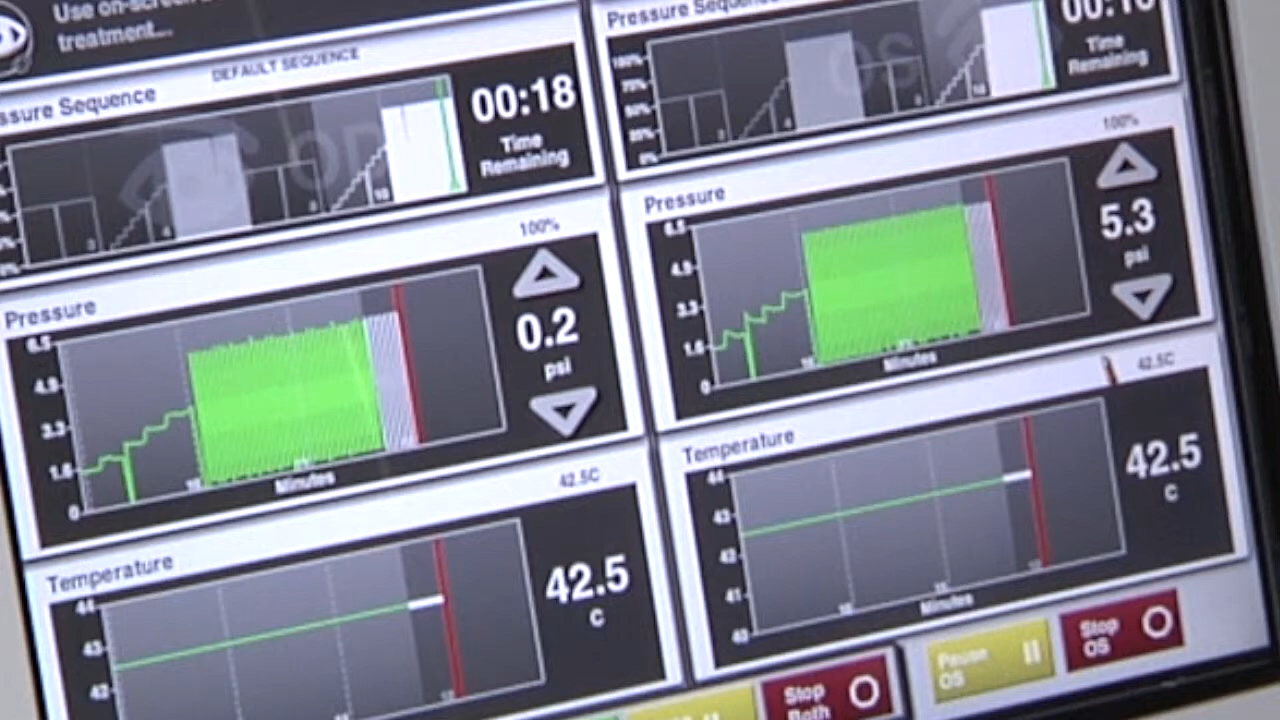 Use on-screen
treatment...
DEFAULT SEQUENCE
ssure Sequence
00:18
Time
Remaining
Pressure
100%
6.5
4.9
3.3
1.6
0
0.2
psi
Minutes
Temperature
42.5C
44
43
42
42.5
C
Stop
Both
Pressure Sequence
100%
75%
50%
25%
0%
OS
Time
Remaining
Pressure
100%
6.5
4.9
3.3
1.6
0
5.3
psi
Minutes
Temperature
42.5C
44
43
42
41
40
42.5
C
Minutes
Pause
OS
Stop
OS